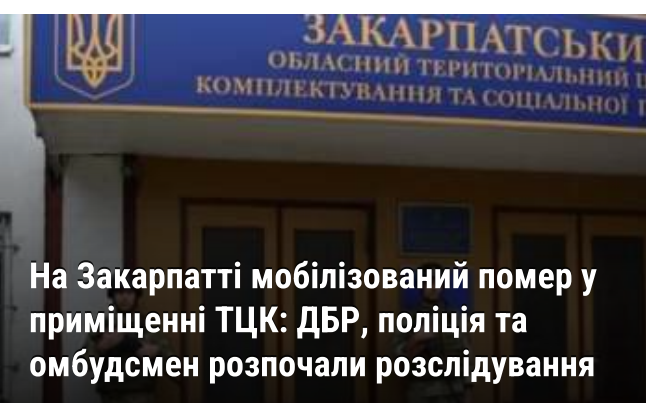 ЗАКАРПАТСЬКИ
ОБЛАСНИЙ ТЕРИТОРІАЛЬНИЙ Ц
КОМПЛЕКТУВАННЯ ТА СОЦІАЛЬНОЇ П
На Закарпатті мобілізований помер у
приміщенні ТЦК: ДБР, поліція та
омбудсмен розпочали розслідування